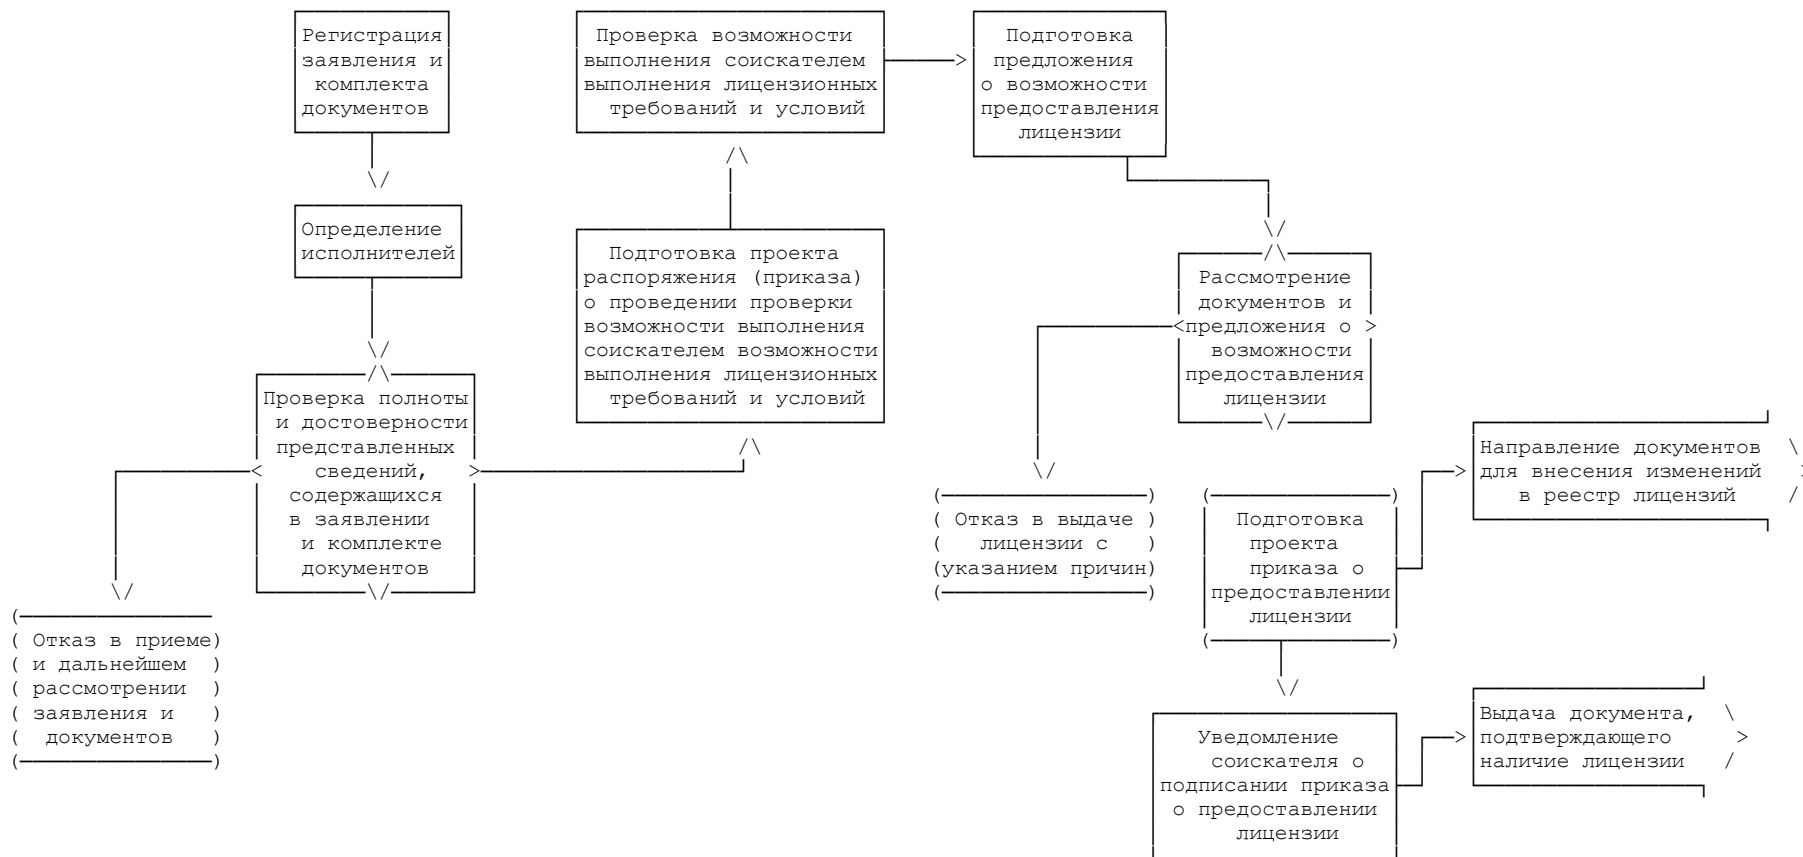 Регистрация
заявления и
комплекта
документов
Проверка возможности
выполнения соискателем
выполнения лицензионных
требований и условий
Подготовка
предложения
о возможности
предоставления
лицензии
Определение
исполнителей
Подготовка проекта
распоряжения (приказа)
о проведении проверки
возможности выполнения
соискателем возможности
выполнения лицензионных
требований и условий
Рассмотрение
документов и
предложения о
возможности
предоставления
лицензии
Проверка полноты
и достоверности
представленных
сведений,
содержащихся
в заявлении
и комплекте
документов
Направление документов
для внесения изменений
в реестр лицензий
Отказ в выдаче
лицензии с
указанием причин
Подготовка
проекта
приказа о
предоставлении
лицензии
Отказ в приеме
и дальнейшем
рассмотрении
заявления и
документов
Уведомление
соискателя о
подписании приказа
о предоставлении
лицензии
Выдача документа,
подтверждающего
наличие лицензии